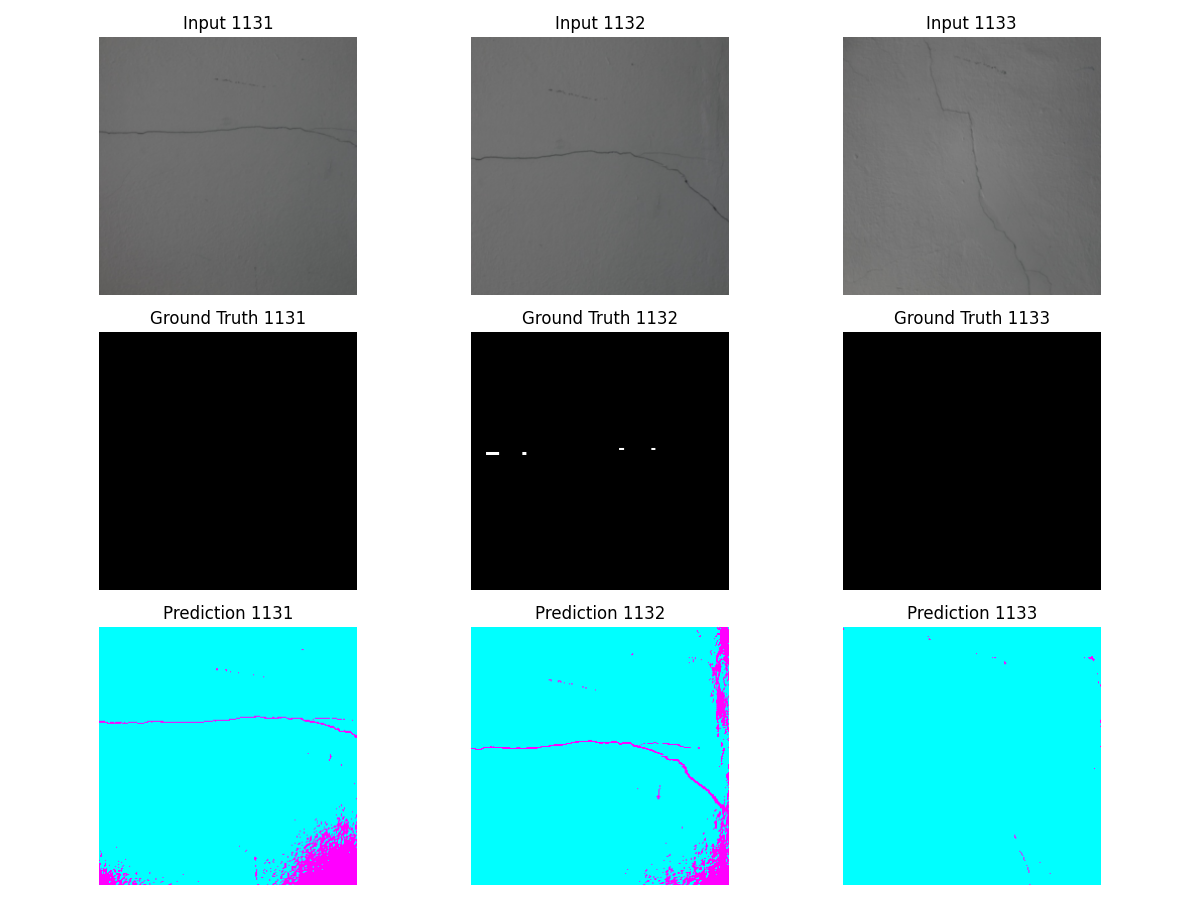 Input 1131
Input 1132
Input 1133
Ground Truth 1131
Ground Truth 1132
Ground Truth 1133
Prediction 1131
Prediction 1132
Prediction 1133